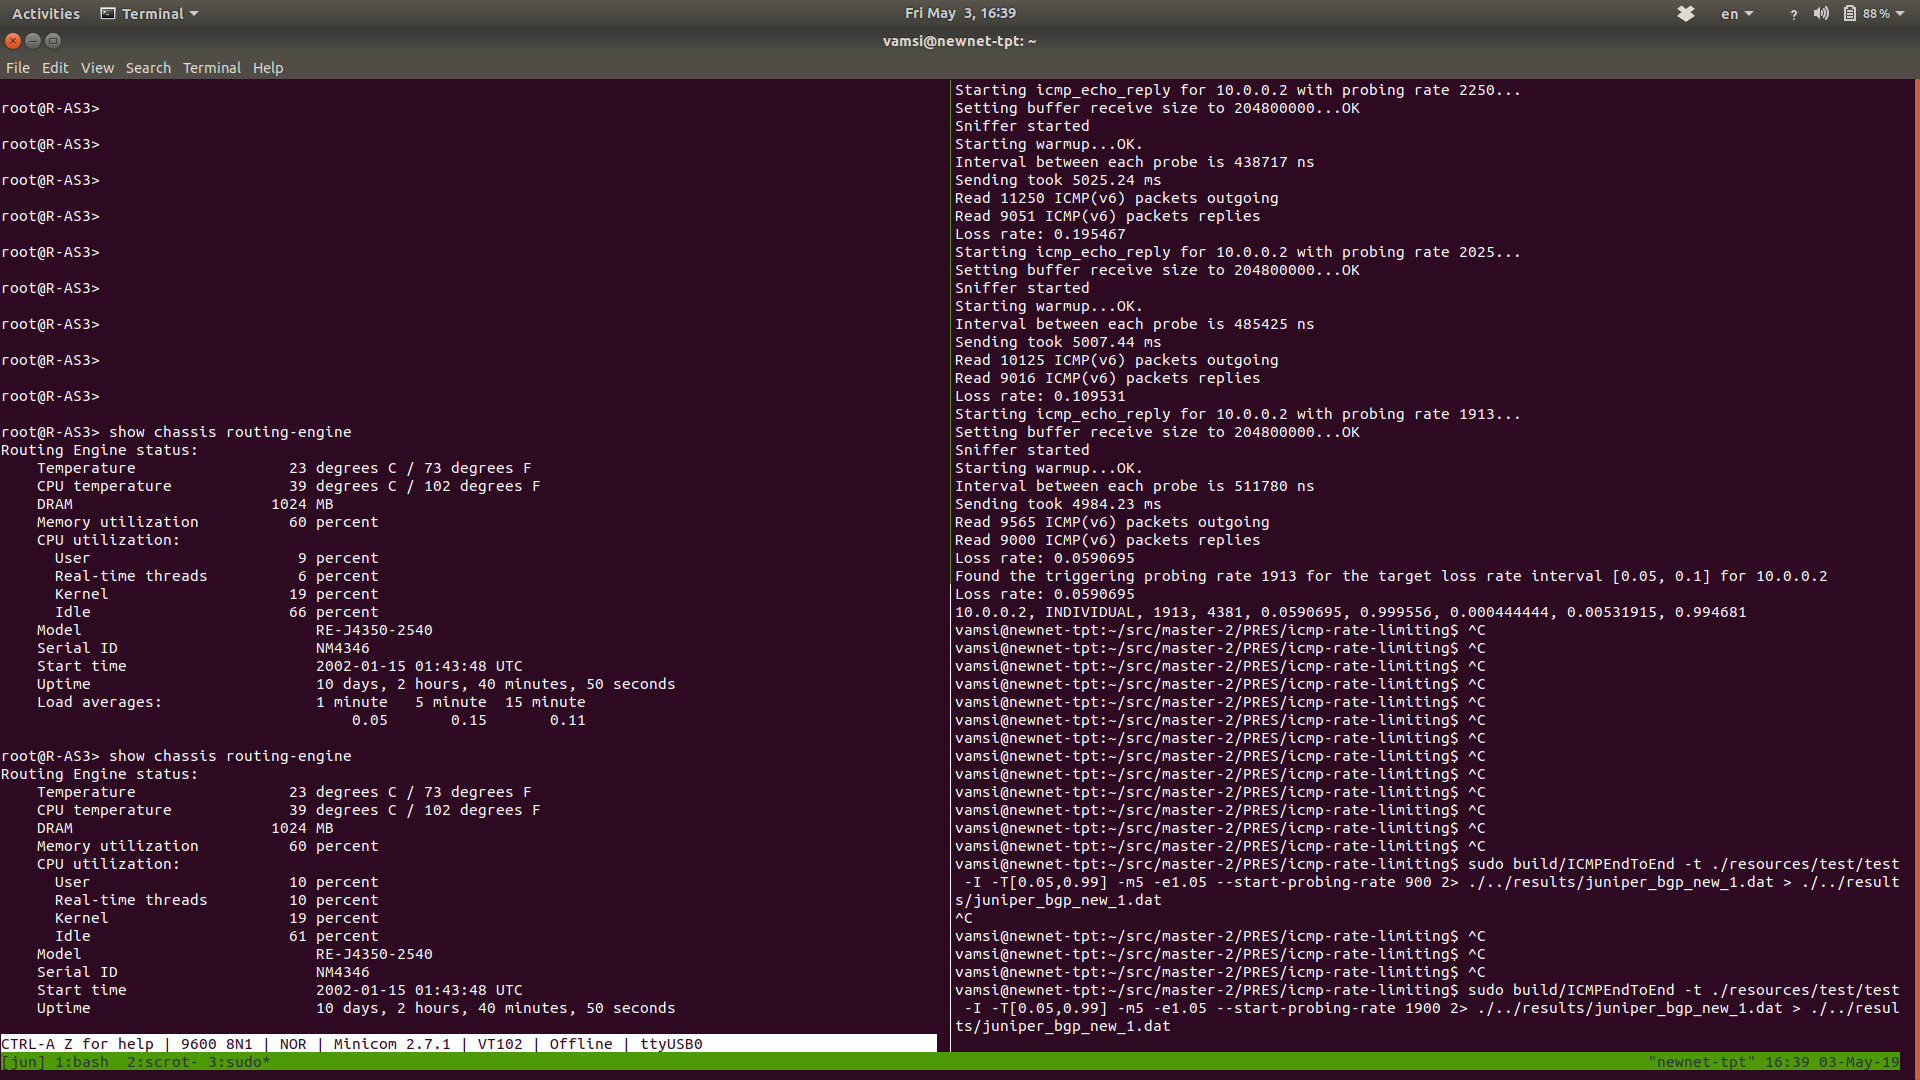 Activities Terminal Fri May 3, 16:39 en ? 88 %
vamsi@newnet-tpt: ~
File Edit View Search Terminal Help
root@R-AS3>
root@R-AS3>
root@R-AS3>
root@R-AS3>
root@R-AS3>
root@R-AS3>
root@R-AS3>
root@R-AS3>
root@R-AS3>
root@R-AS3> show chassis routing-engine
Routing Engine status:
Temperature 23 degrees C / 73 degrees F
CPU temperature 39 degrees C / 102 degrees F
DRAM 1024 MB
Memory utilization 60 percent
CPU utilization:
User 9 percent
Real-time threads 6 percent
Kernel 19 percent
Idle 66 percent
Model RE-J4350-2540
Serial ID NM4346
Start time 2002-01-15 01:43:48 UTC
Uptime 10 days, 2 hours, 40 minutes, 50 seconds
Load averages: 1 minute 5 minute 15 minute
0.05 0.15 0.11
root@R-AS3> show chassis routing-engine
Routing Engine status:
Temperature 23 degrees C / 73 degrees F
CPU temperature 39 degrees C / 102 degrees F
DRAM 1024 MB
Memory utilization 60 percent
CPU utilization:
User 10 percent
Real-time threads 10 percent
Kernel 19 percent
Idle 61 percent
Model RE-J4350-2540
Serial ID NM4346
Start time 2002-01-15 01:43:48 UTC
Uptime 10 days, 2 hours, 40 minutes, 50 seconds
CTRL-A Z for help | 9600 8N1 | NOR | Minicom 2.7.1 | VT102 | Offline | ttyUSB0
Starting icmp_echo_reply for 10.0.0.2 with probing rate 2250...
Setting buffer receive size to 204800000...OK
Sniffer started
Starting warmup...OK.
Interval between each probe is 438717 ns
Sending took 5025.24 ms
Read 11250 ICMP(v6) packets outgoing
Read 9051 ICMP(v6) packets replies
Loss rate: 0.195467
Starting icmp_echo_reply for 10.0.0.2 with probing rate 2025...
Setting buffer receive size to 204800000...OK
Sniffer started
Starting warmup...OK.
Interval between each probe is 485425 ns
Sending took 5007.44 ms
Read 10125 ICMP(v6) packets outgoing
Read 9016 ICMP(v6) packets replies
Loss rate: 0.109531
Starting icmp_echo_reply for 10.0.0.2 with probing rate 1913...
Setting buffer receive size to 204800000...OK
Sniffer started
Starting warmup...OK.
Interval between each probe is 511780 ns
Sending took 4984.23 ms
Read 9565 ICMP(v6) packets outgoing
Read 9000 ICMP(v6) packets replies
Loss rate: 0.0590695
Found the triggering probing rate 1913 for the target loss rate interval [0.05, 0.1] for 10.0.0.2
Loss rate: 0.0590695
10.0.0.2, INDIVIDUAL, 1913, 4381, 0.0590695, 0.999556, 0.000444444, 0.00531915, 0.994681
vamsi@newnet-tpt:~/src/master-2/PRES/icmp-rate-limiting$ ^C
vamsi@newnet-tpt:~/src/master-2/PRES/icmp-rate-limiting$ ^C
vamsi@newnet-tpt:~/src/master-2/PRES/icmp-rate-limiting$ ^C
vamsi@newnet-tpt:~/src/master-2/PRES/icmp-rate-limiting$ ^C
vamsi@newnet-tpt:~/src/master-2/PRES/icmp-rate-limiting$ ^C
vamsi@newnet-tpt:~/src/master-2/PRES/icmp-rate-limiting$ ^C
vamsi@newnet-tpt:~/src/master-2/PRES/icmp-rate-limiting$ ^C
vamsi@newnet-tpt:~/src/master-2/PRES/icmp-rate-limiting$ ^C
vamsi@newnet-tpt:~/src/master-2/PRES/icmp-rate-limiting$ ^C
vamsi@newnet-tpt:~/src/master-2/PRES/icmp-rate-limiting$ ^C
vamsi@newnet-tpt:~/src/master-2/PRES/icmp-rate-limiting$ ^C
vamsi@newnet-tpt:~/src/master-2/PRES/icmp-rate-limiting$ ^C
vamsi@newnet-tpt:~/src/master-2/PRES/icmp-rate-limiting$ ^C
vamsi@newnet-tpt:~/src/master-2/PRES/icmp-rate-limiting$ sudo build/ICMPEndToEnd -t ./resources/test/test
-I -T[0.05,0.99] -m5 -e1.05 --start-probing-rate 900 2> ./../results/juniper_bgp_new_1.dat > ./../result
s/juniper_bgp_new_1.dat
^C
vamsi@newnet-tpt:~/src/master-2/PRES/icmp-rate-limiting$ ^C
vamsi@newnet-tpt:~/src/master-2/PRES/icmp-rate-limiting$ ^C
vamsi@newnet-tpt:~/src/master-2/PRES/icmp-rate-limiting$ ^C
vamsi@newnet-tpt:~/src/master-2/PRES/icmp-rate-limiting$ sudo build/ICMPEndToEnd -t ./resources/test/test
-I -T[0.05,0.99] -m5 -e1.05 --start-probing-rate 1900 2> ./../results/juniper_bgp_new_1.dat > ./../resul
ts/juniper_bgp_new_1.dat
[jun] 1:bash 2:scrot- 3:sudo* "newnet-tpt" 16:39 03-May-19